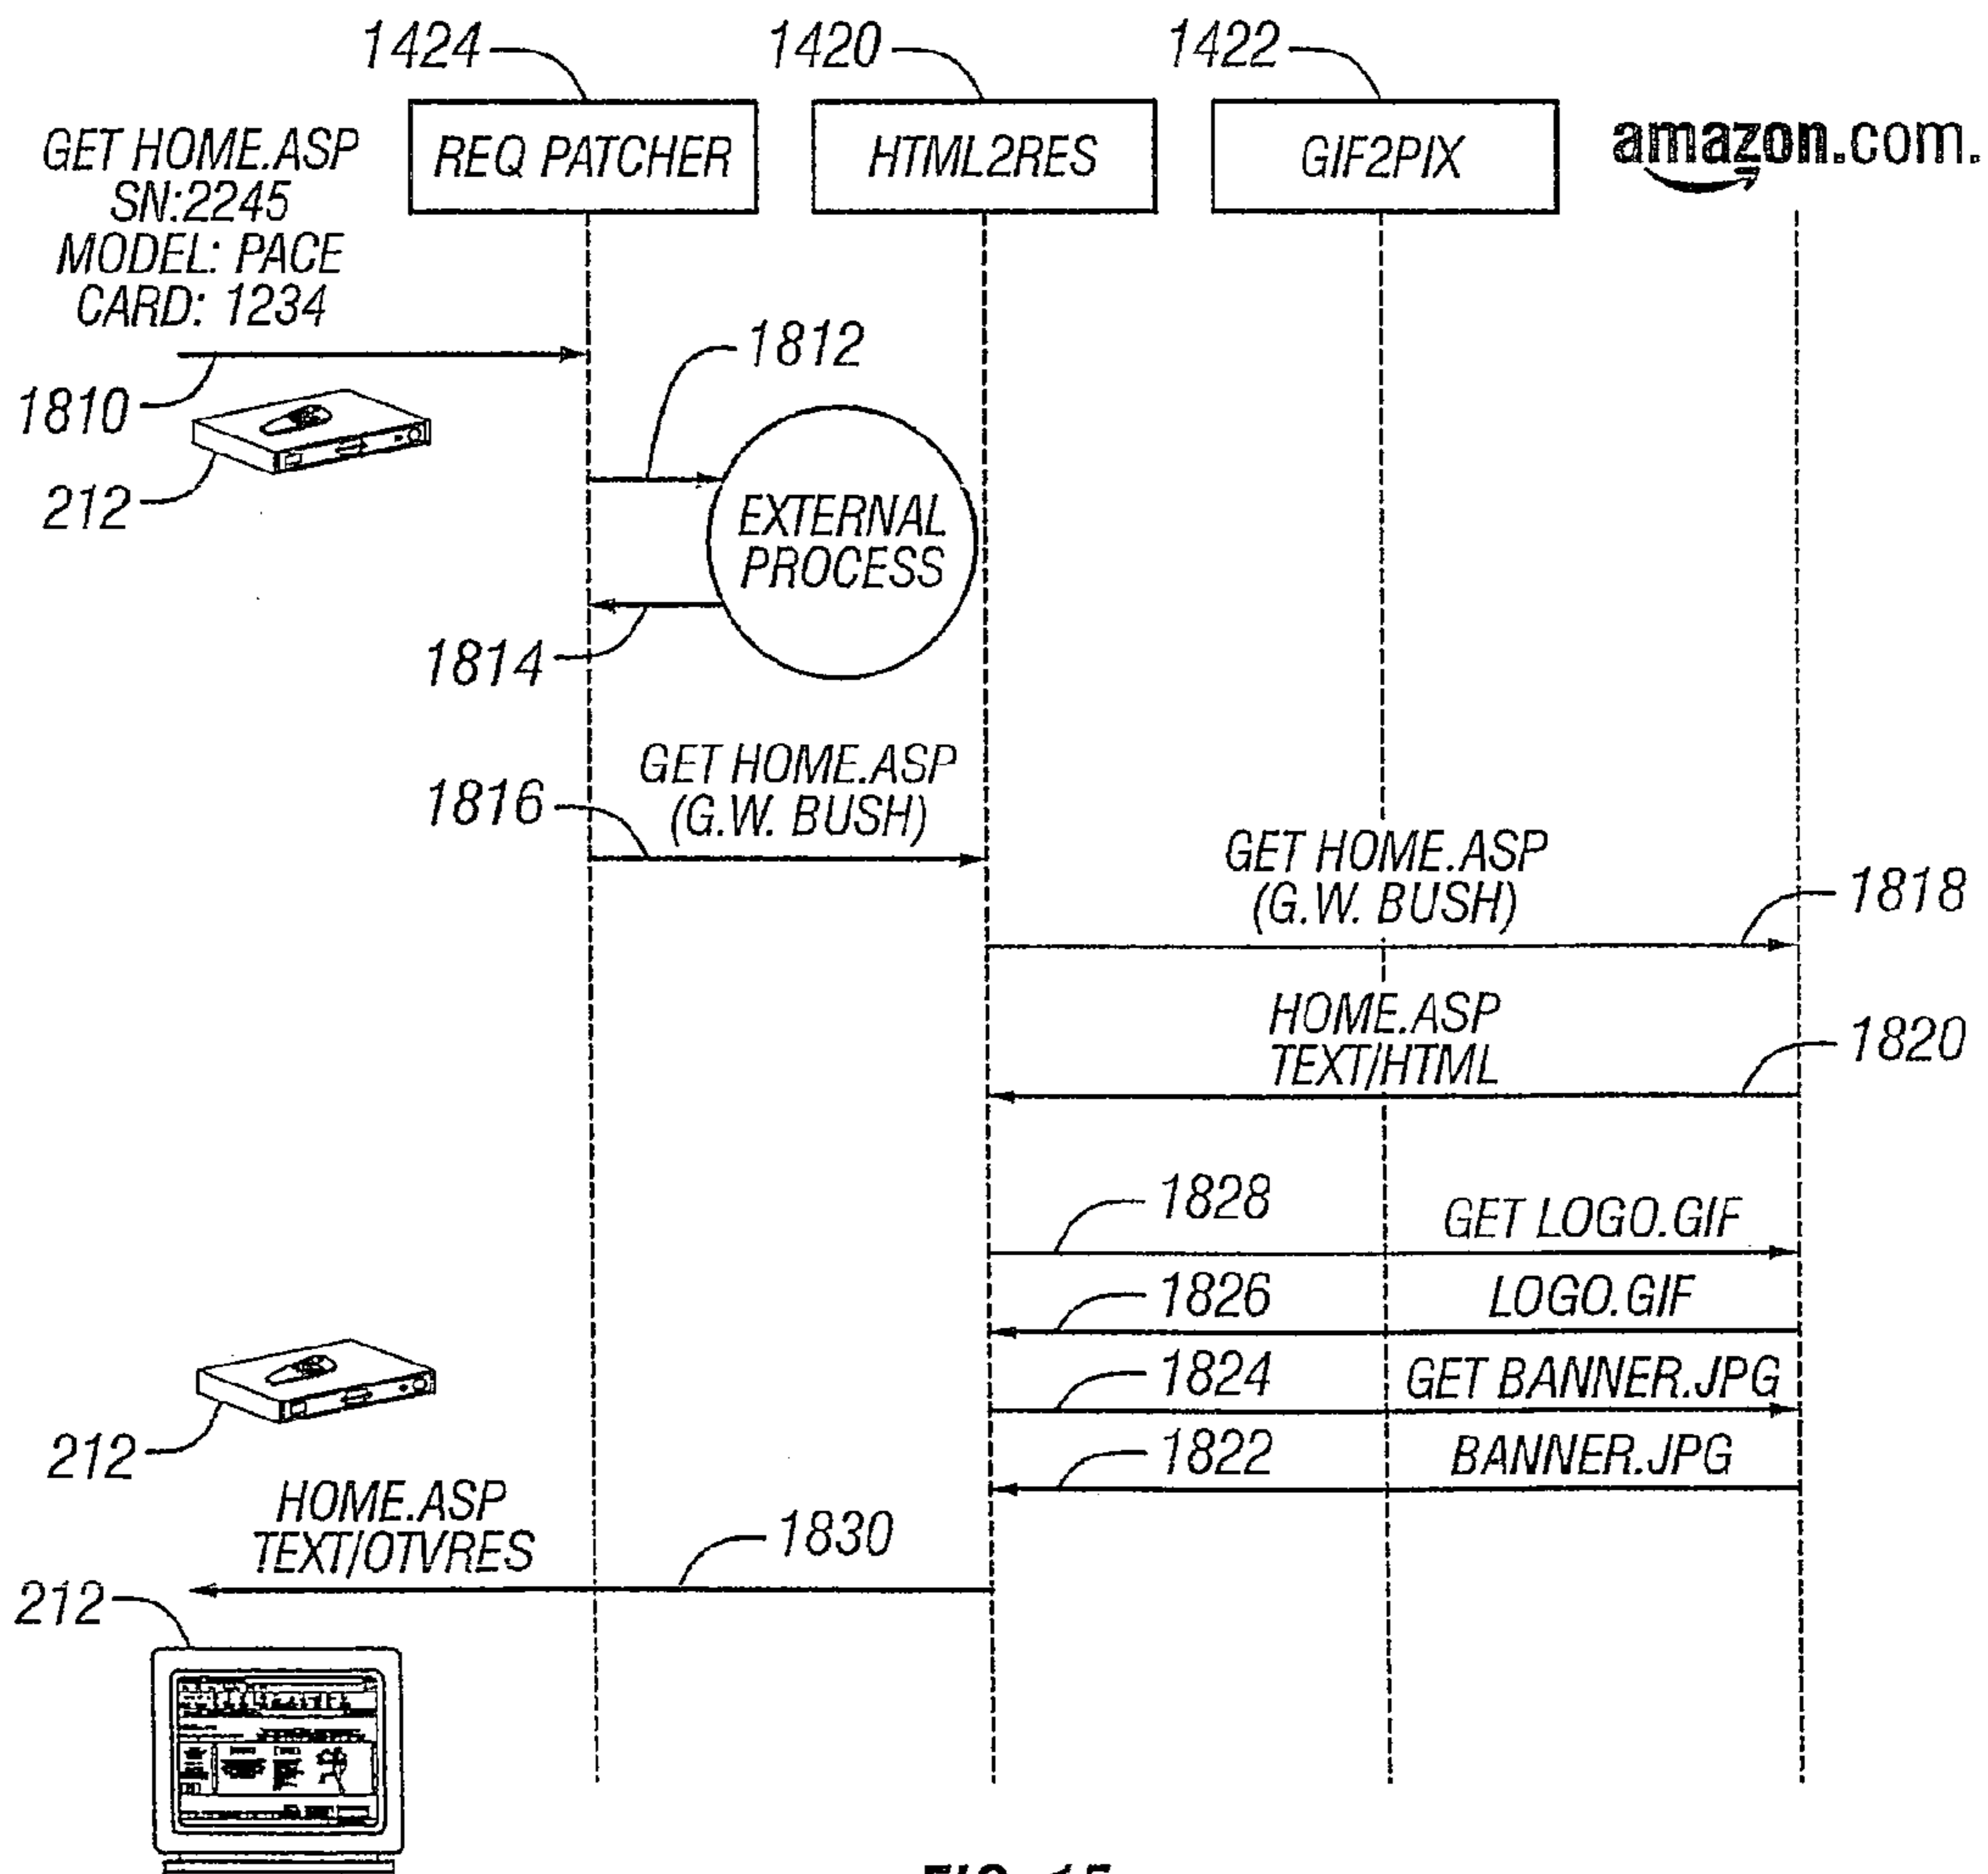 1424
1420
1422
GET HOME.ASP
SN:2245
MODEL: PACE
CARD: 1234
REQ PATCHER
HTML2RES
GIF2PIX
amazon.com.
1810
212
1812
EXTERNAL
PROCESS
1814
GET HOME.ASP
(G.W. BUSH)
1816
GET HOME.ASP
(G.W. BUSH)
1818
HOME.ASP
TEXT/HTML
1820
1828
GET LOGO.GIF
1826
LOGO.GIF
1824
GET BANNER.JPG
1822
BANNER.JPG
212
HOME.ASP
TEXT/OTVRES
1830
212